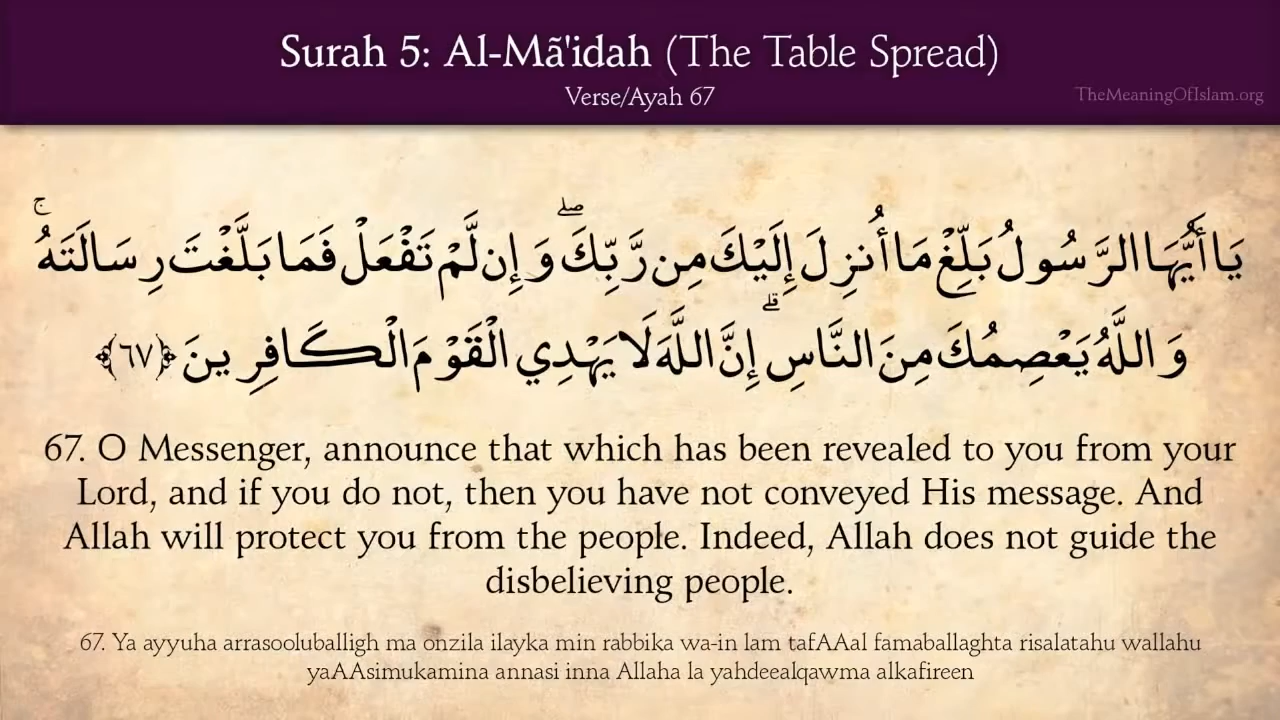 Surah 5: Al-Mã'idah (The Table Spread)
Verse/Ayah 67
TheMeaningOfIslam.org
يَا أَيُّهَا الرَّسُولُ بَلِّغْ مَا أُنزِلَ إِلَيْكَ مِن رَّبِّكَ ۖ وَإِن لَّمْ تَفْعَلْ فَمَا بَلَّغْتَ رِسَالَتَهُ ۚ
وَاللَّهُ يَعْصِمُكَ مِنَ النَّاسِ ۗ إِنَّ اللَّهَ لَا يَهْدِي الْقَوْمَ الْكَافِرِينَ ﴿٦٧﴾
67. O Messenger, announce that which has been revealed to you from your
Lord, and if you do not, then you have not conveyed His message. And
Allah will protect you from the people. Indeed, Allah does not guide the
disbelieving people.
67. Ya ayyuha arrasooluballigh ma onzila ilayka min rabbika wa-in lam tafAAal famaballaghta risalatahu wallahu
yaAAsimukamina annasi inna Allaha la yahdeealqawma alkafireen